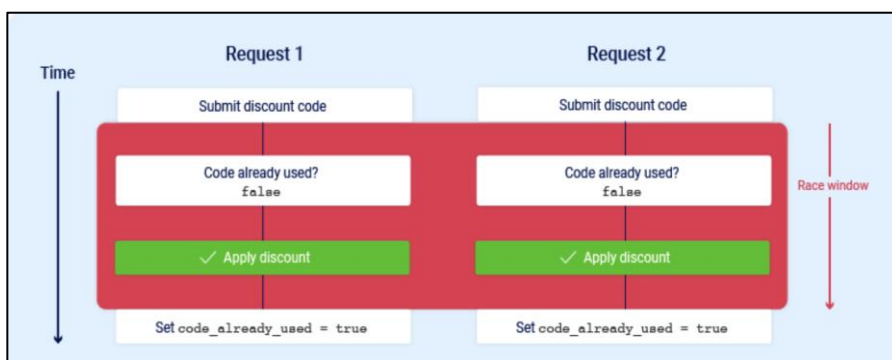 Request 1
Request 2
Time
Submit discount code
Submit discount code
Code already used?
false
Code already used?
false
Race window
✓ Apply discount
✓ Apply discount
Set code_already_used = true
Set code_already_used = true